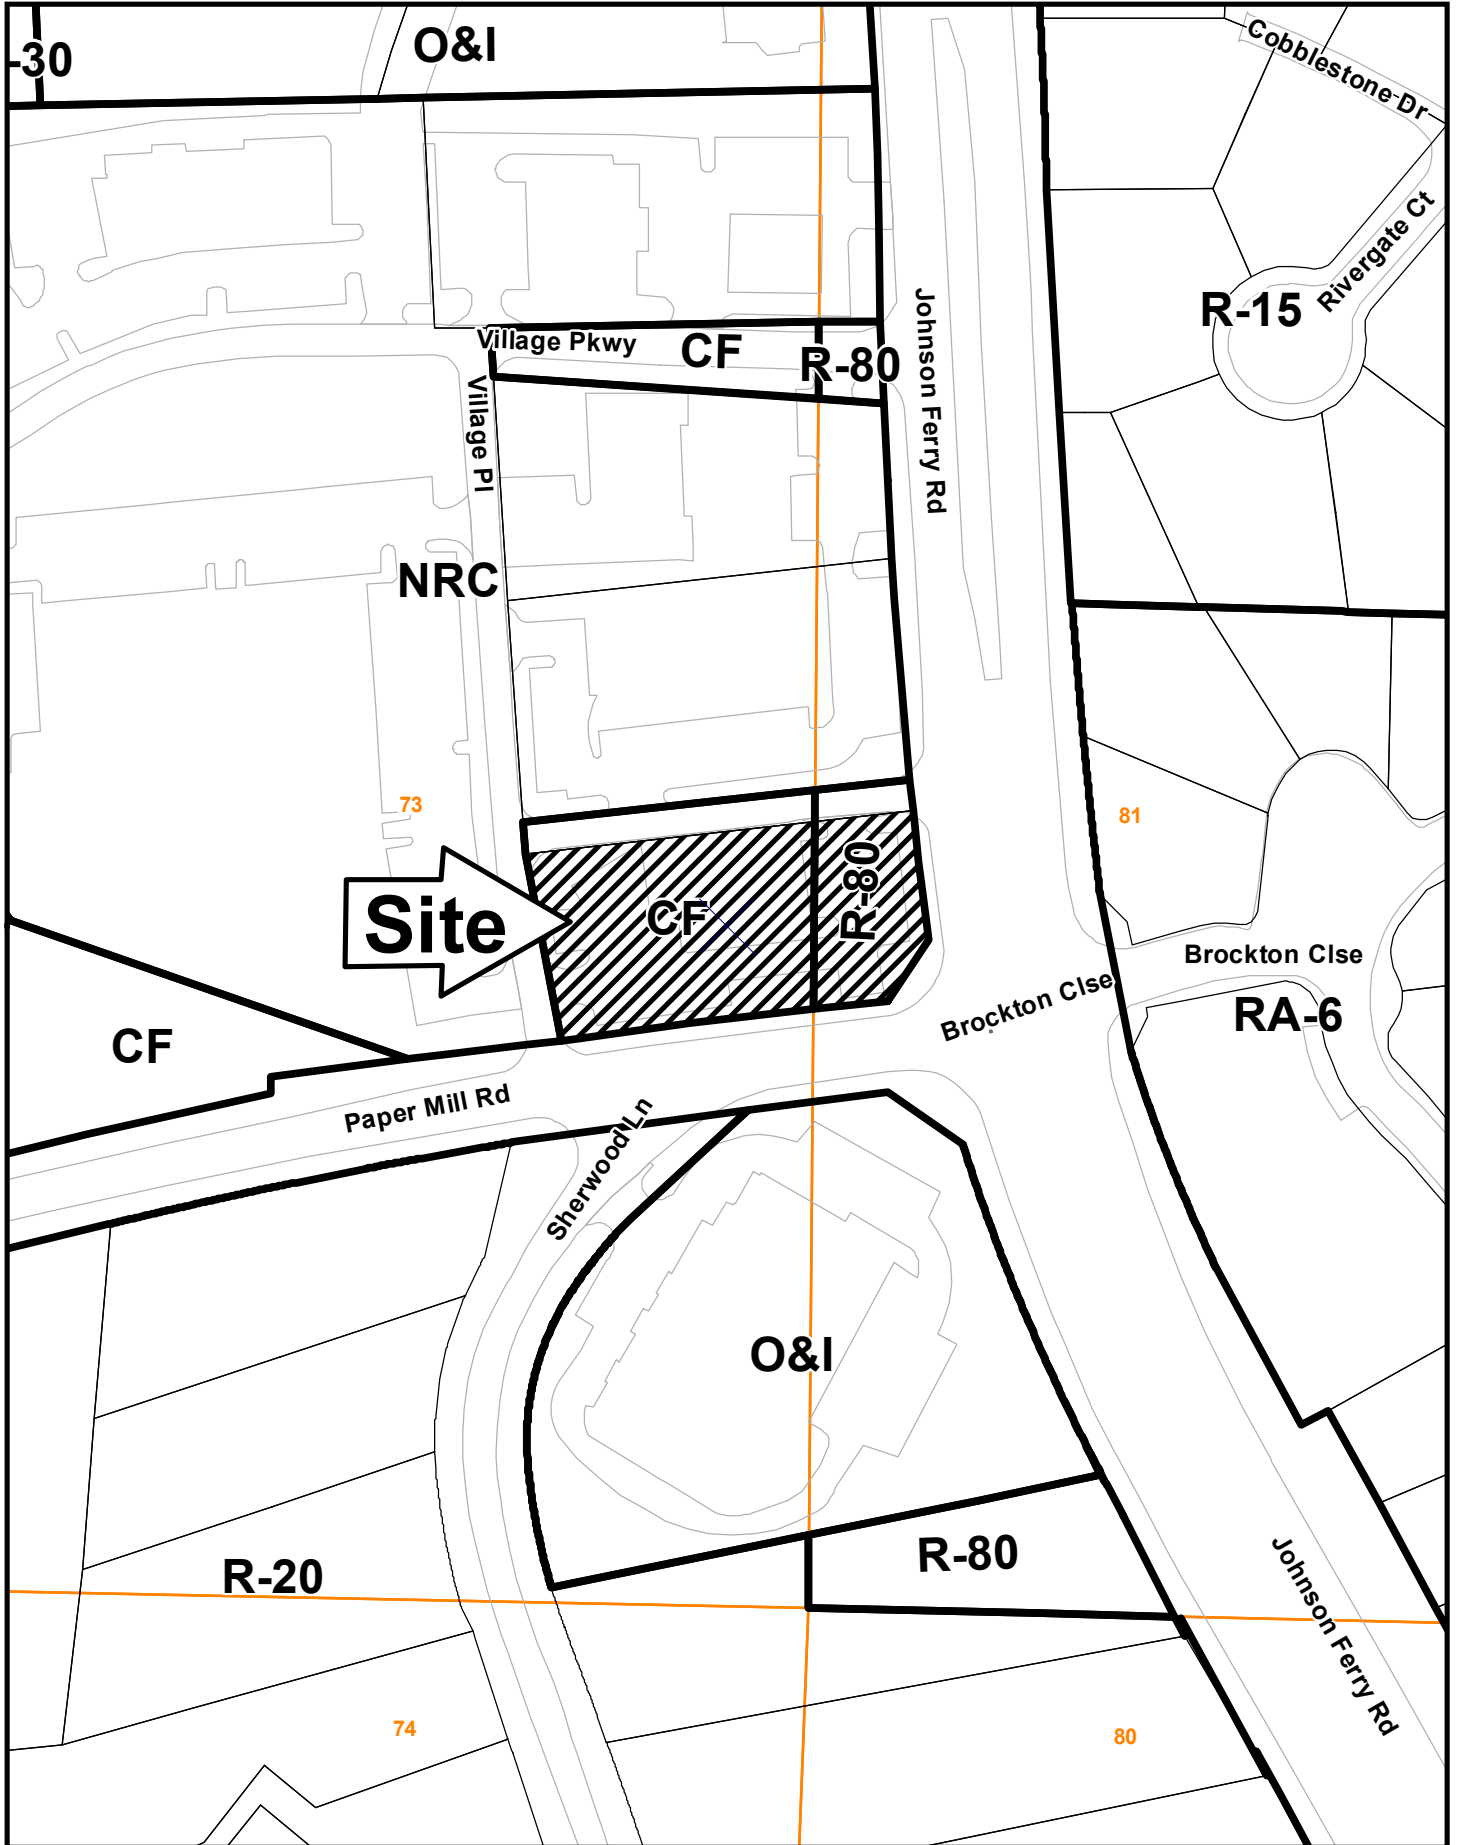 -30
O&I
Cobblestone Dr
Rivergate Ct
R-15
Johnson Ferry Rd
Village Pkwy
CF
R-80
Village Pl
NRC
73
81
R-80
CF
Site
Brockton Clse
Brockton Clse
RA-6
CF
Paper Mill Rd
Sherwood Ln
O&I
R-80
R-20
Johnson Ferry Rd
74
80